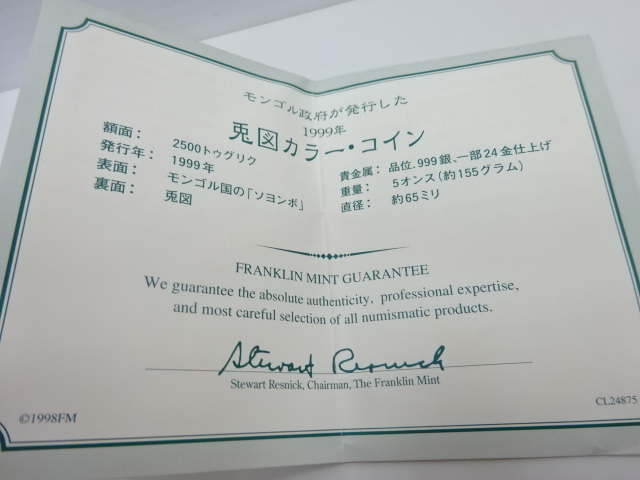 モンゴル政府が発行した
1999年
兎図カラー・コイン
額面： 2500トゥグリク
発行年： 1999年
表面： モンゴル国の「ソヨンボ」
裏面： 兎図
貴金属： 品位.999銀、一部24金仕上げ
重量： 5オンス（約155グラム）
直径： 約65ミリ
FRANKLIN MINT GUARANTEE
We guarantee the absolute authenticity, professional expertise,
and most careful selection of all numismatic products.
Stewart Resnick
Stewart Resnick, Chairman, The Franklin Mint
©1998FM
CL24875